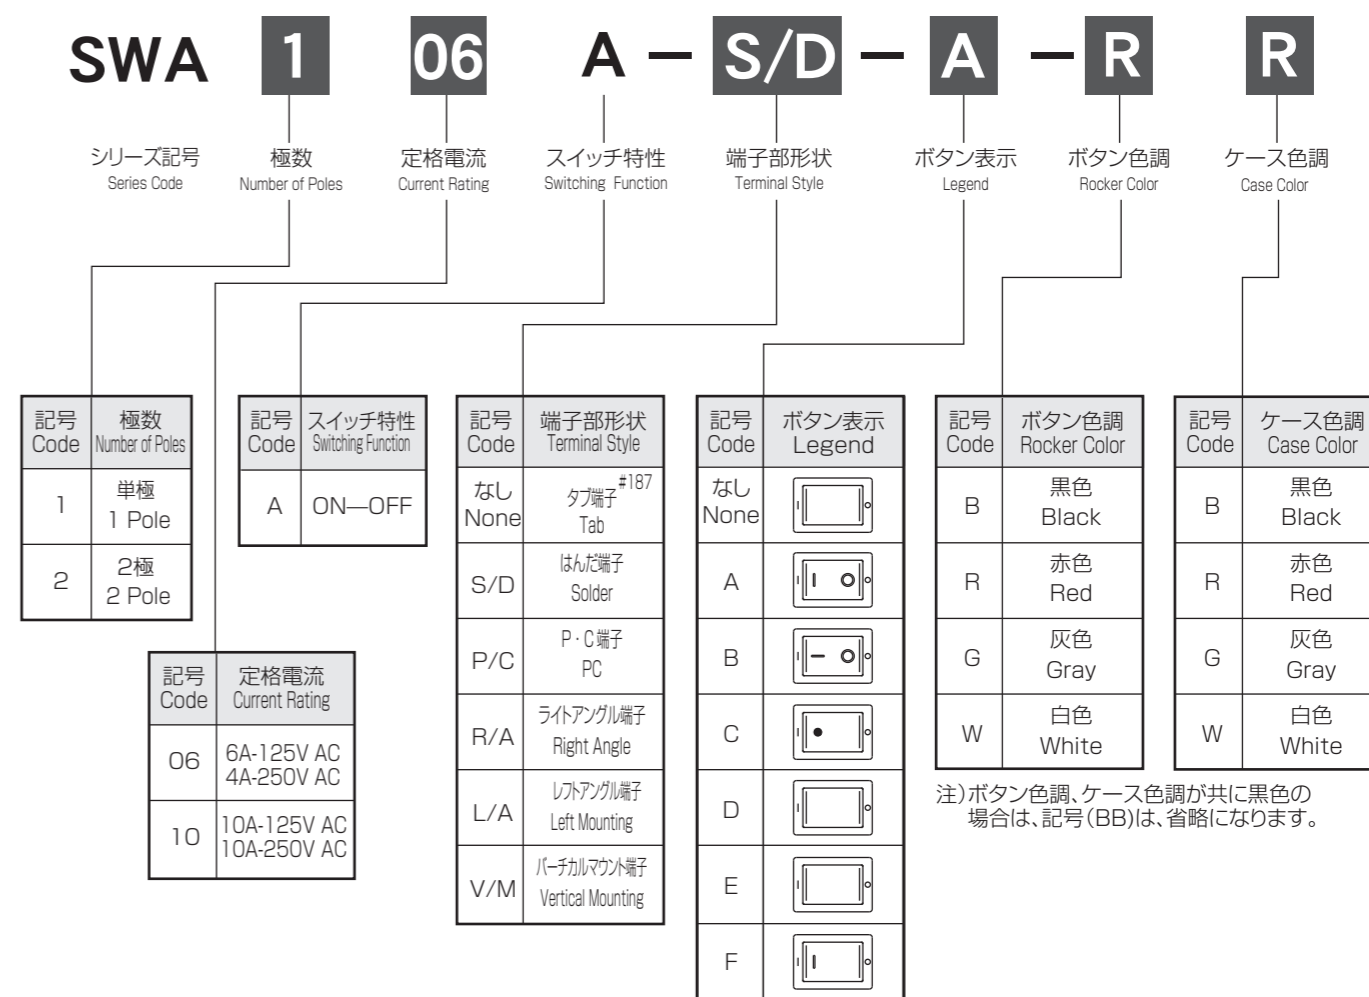 SWA 1 06 A － S/D － A － R R
シリーズ記号 極数 定格電流 スイッチ特性 端子部形状 ボタン表示 ボタン色調 ケース色調
Series Code Number of Poles Current Rating Switching Function Terminal Style Legend Rocker Color Case Color
記号 極数
Code Number of Poles
1 単極
1 Pole
2 2極
2 Pole
記号 定格電流
Code Current Rating
06 6A-125V AC
4A-250V AC
10 10A-125V AC
10A-250V AC
記号 スイッチ特性
Code Switching Function
A ON—OFF
記号 端子部形状
Code Terminal Style
なし タブ端子 #187
None Tab
S/D はんだ端子
Solder
P/C P・C端子
PC
R/A ライトアングル端子
Right Angle
L/A レフトアングル端子
Left Mounting
V/M バーチカルマウント端子
Vertical Mounting
記号 ボタン表示
Code Legend
なし
None
A
B
C
D
E
F
記号 ボタン色調
Code Rocker Color
B 黒色
Black
R 赤色
Red
G 灰色
Gray
W 白色
White
記号 ケース色調
Code Case Color
B 黒色
Black
R 赤色
Red
G 灰色
Gray
W 白色
White
注)ボタン色調、ケース色調が共に黒色の
場合は、記号(BB)は、省略になります。